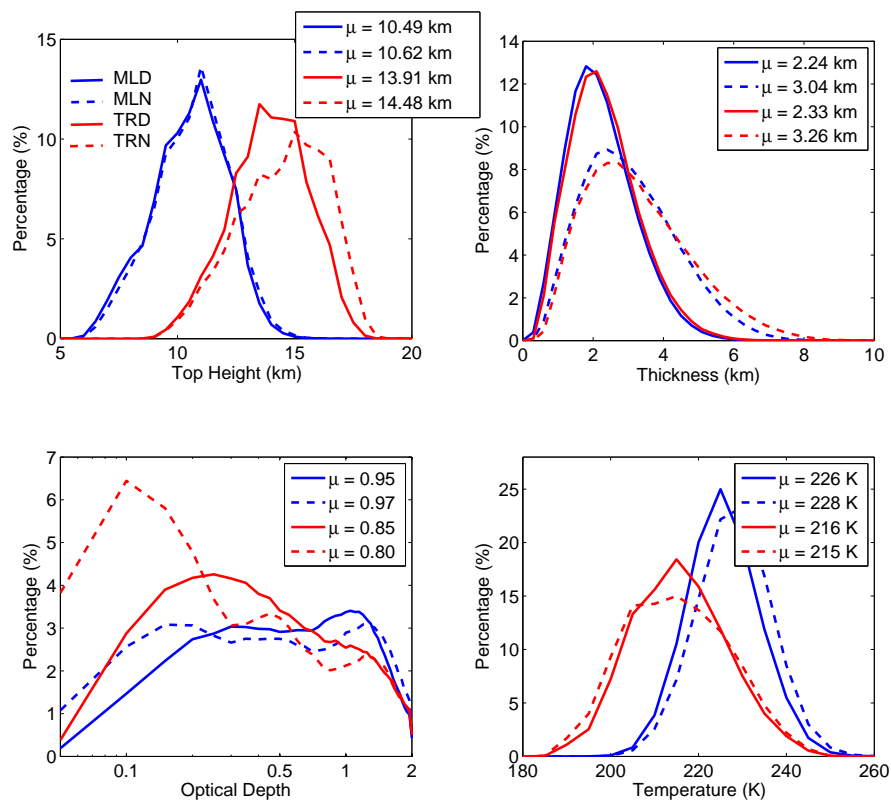 15
10
5
0
5
10
15
20
Percentage (%)
Top Height (km)
MLD
MLN
TRD
TRN
μ = 10.49 km
μ = 10.62 km
μ = 13.91 km
μ = 14.48 km
14
12
10
8
6
4
2
0
0
2
4
6
8
10
Percentage (%)
Thickness (km)
μ = 2.24 km
μ = 3.04 km
μ = 2.33 km
μ = 3.26 km
7
6
5
4
3
2
1
0
0.1
0.5
1
2
Percentage (%)
Optical Depth
μ = 0.95
μ = 0.97
μ = 0.85
μ = 0.80
25
20
15
10
5
0
180
200
220
240
260
Percentage (%)
Temperature (K)
μ = 226 K
μ = 228 K
μ = 216 K
μ = 215 K